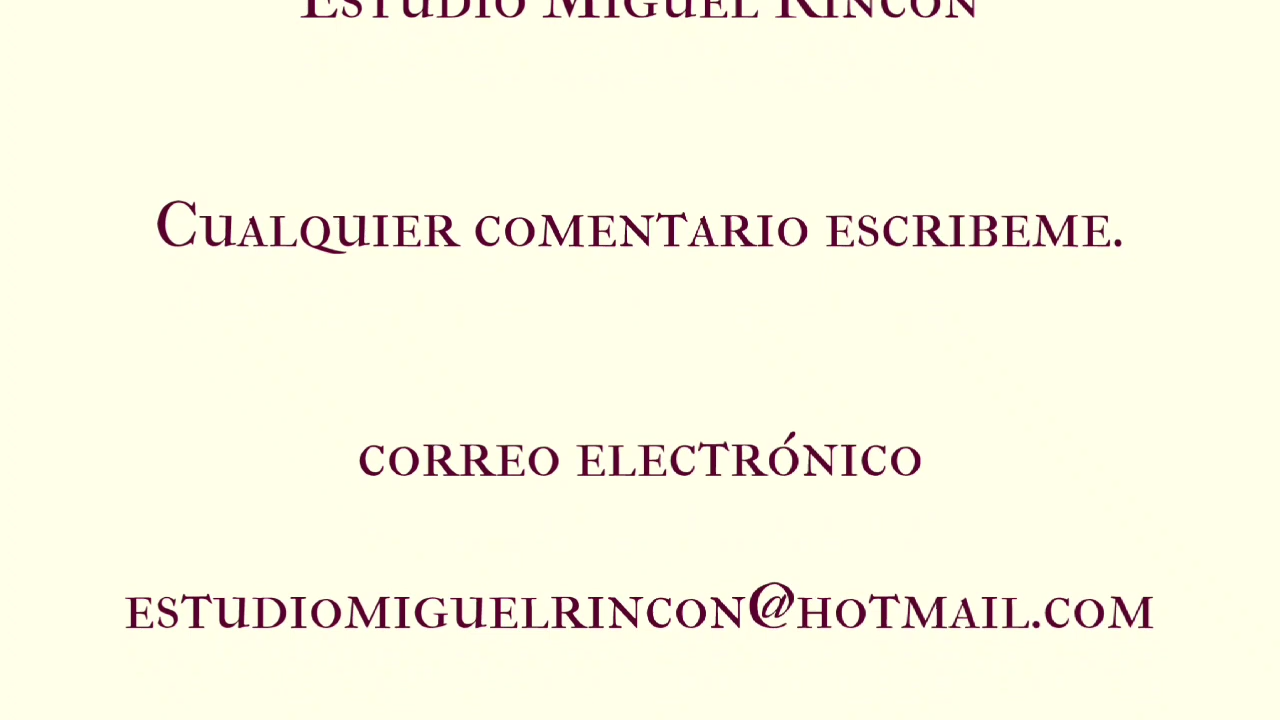 Estudio Miguel Rincon
Cualquier comentario escribeme.
correo electrónico
estudiomiguelrincon@hotmail.com